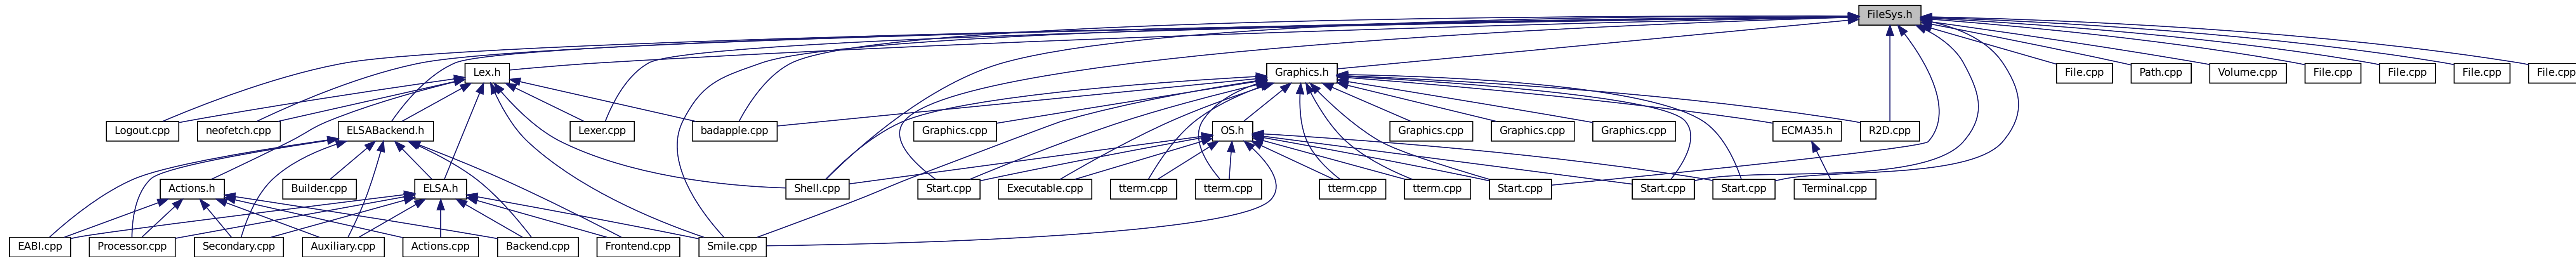 FileSys.h
Lex.h
Graphics.h
File.cpp
Path.cpp
Volume.cpp
File.cpp
File.cpp
File.cpp
File.cpp
Logout.cpp
neofetch.cpp
ELSABackend.h
Lexer.cpp
badapple.cpp
Graphics.cpp
OS.h
Graphics.cpp
Graphics.cpp
Graphics.cpp
ECMA35.h
R2D.cpp
Actions.h
Builder.cpp
ELSA.h
Shell.cpp
Start.cpp
Executable.cpp
tterm.cpp
tterm.cpp
tterm.cpp
tterm.cpp
Start.cpp
Start.cpp
Start.cpp
Terminal.cpp
EABI.cpp
Processor.cpp
Secondary.cpp
Auxiliary.cpp
Actions.cpp
Backend.cpp
Frontend.cpp
Smile.cpp